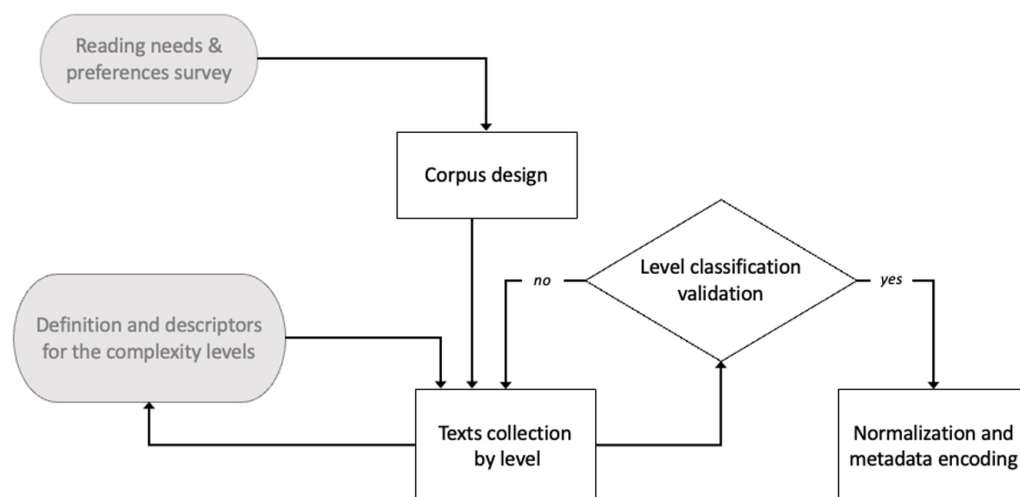 Reading needs &
preferences survey
Corpus design
Level classification
validation
no
yes
Definition and descriptors
for the complexity levels
Texts collection
by level
Normalization and
metadata encoding